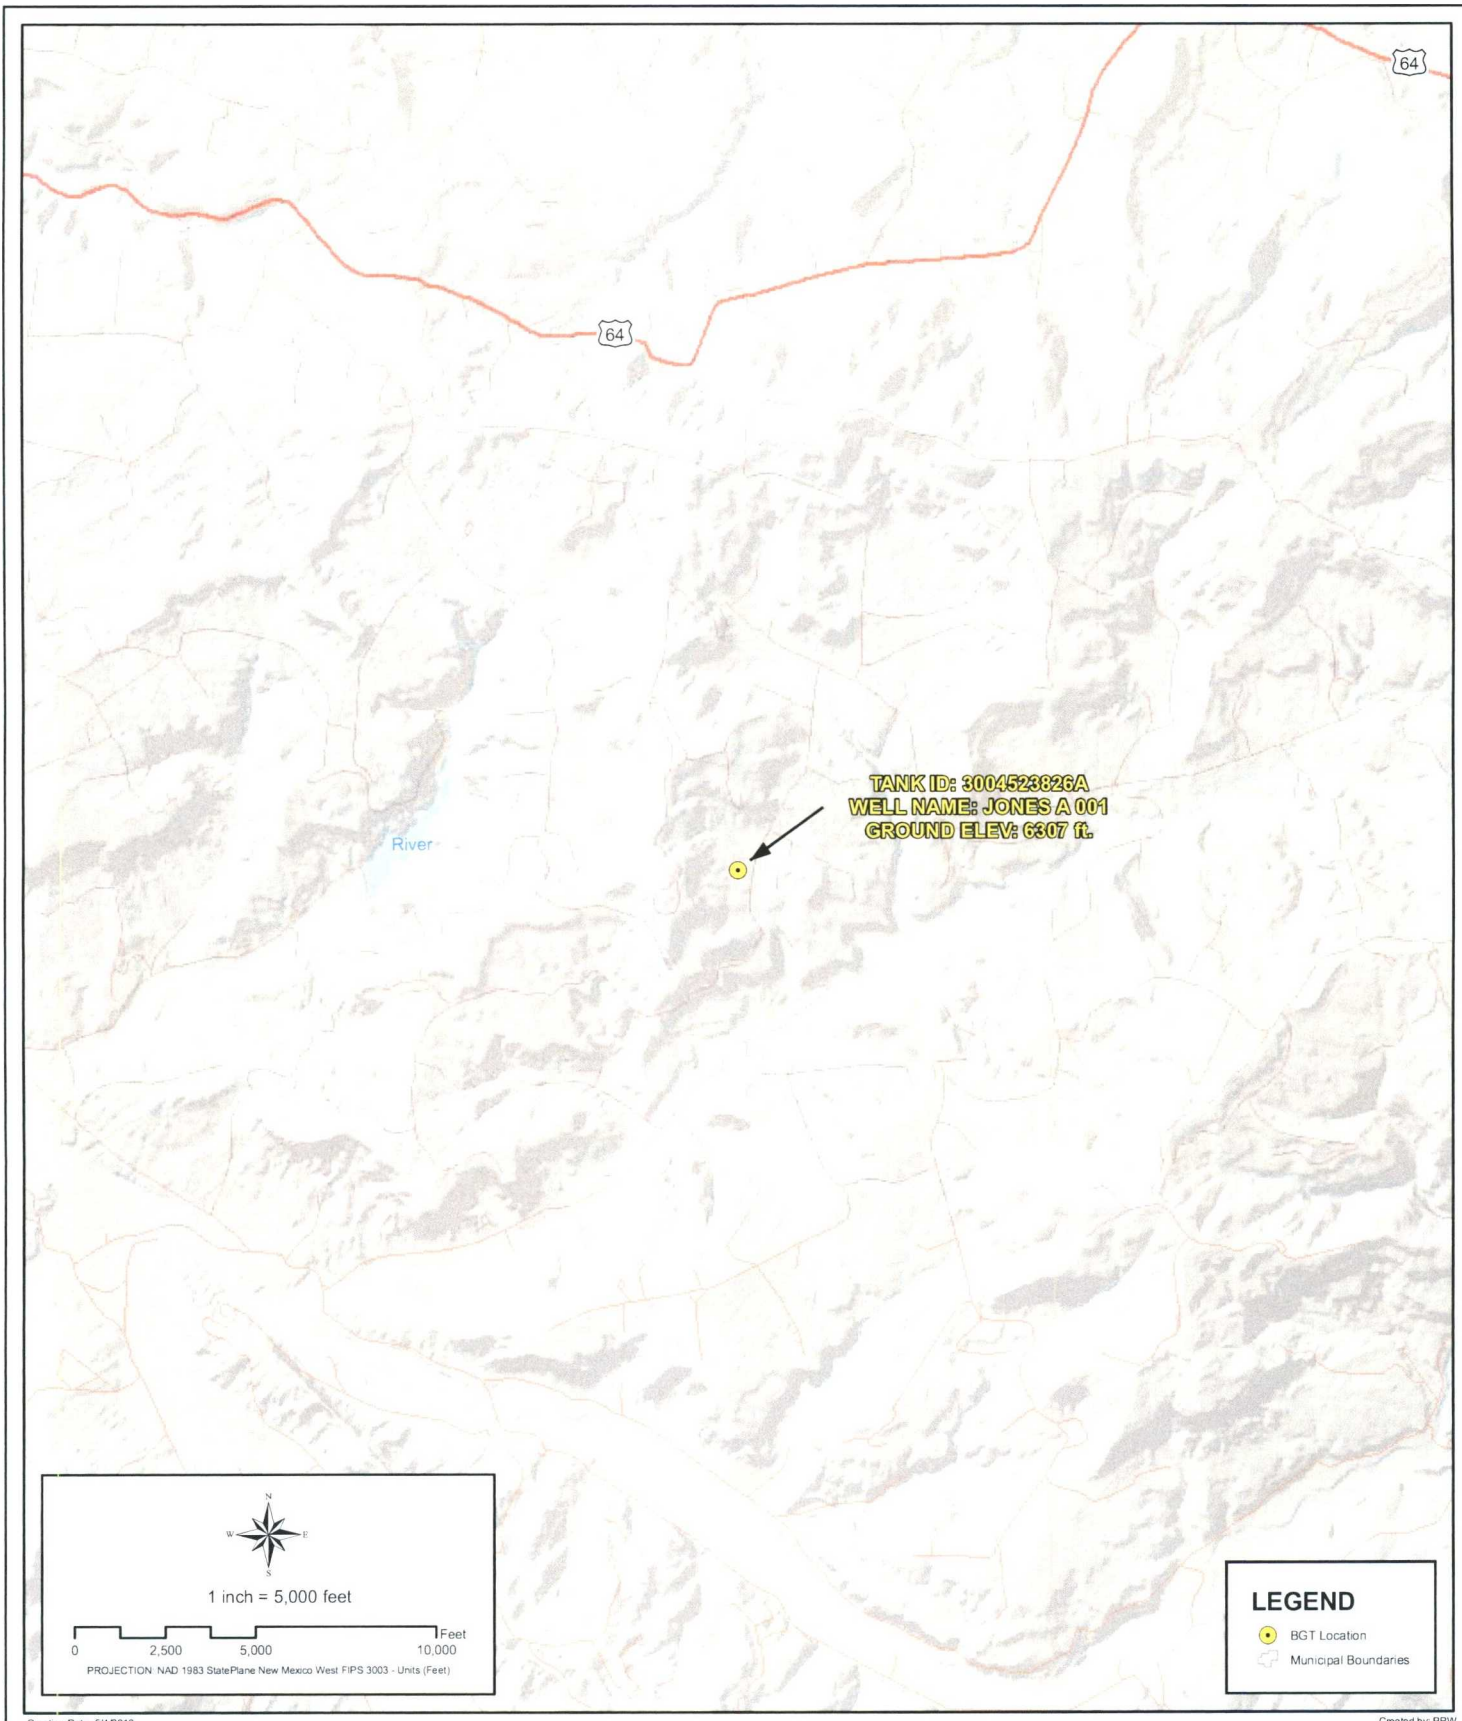 64
64
TANK ID: 3004523826A
WELL NAME: JONES A 001
GROUND ELEV: 6307 ft.
River
N
W E
S
1 inch = 5,000 feet
Feet
0 2,500 5,000 10,000
PROJECTION: NAD 1983 StatePlane New Mexico West FIPS 3003 - Units (Feet)
LEGEND
BGT Location
Municipal Boundaries